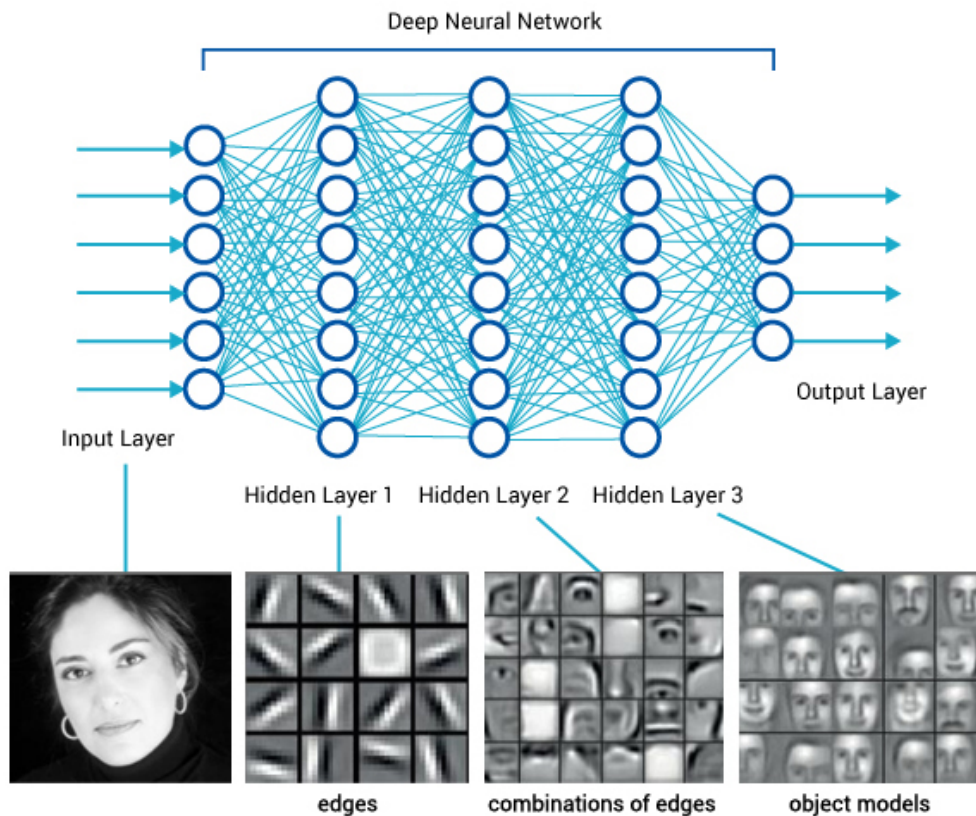 Deep Neural Network
Input Layer
Output Layer
Hidden Layer 1
Hidden Layer 2
Hidden Layer 3
edges
combinations of edges
object models